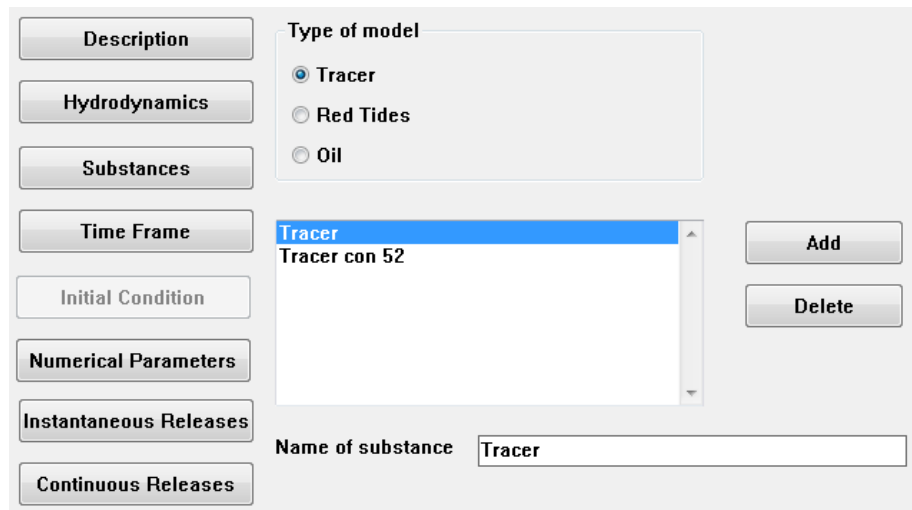 Description
Hydrodynamics
Substances
Time Frame
Initial Condition
Numerical Parameters
Instantaneous Releases
Continuous Releases
Type of model
Tracer
Red Tides
Oil
Tracer
Tracer con 52
Add
Delete
Name of substance Tracer